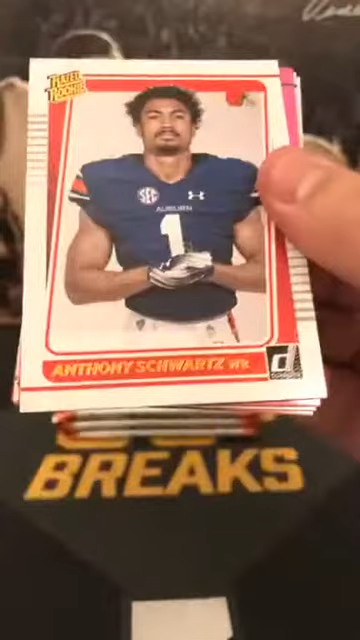 RATED
ROOKIE
SEC
AUBURN
1
ANTHONY SCHWARTZ WR
D
BREAKS